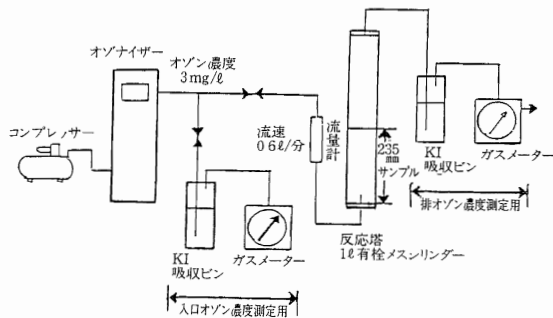 オゾナイザー
オゾン濃度
3mg/ℓ
コンプレッサー
流速
0 6ℓ/分
流量計
235
mm
サンプル
KI
吸収ビン
ガスメーター
排オゾン濃度測定用
反応塔
1ℓ有栓メスシリンダー
KI
吸収ビン
ガスメーター
入口オゾン濃度測定用